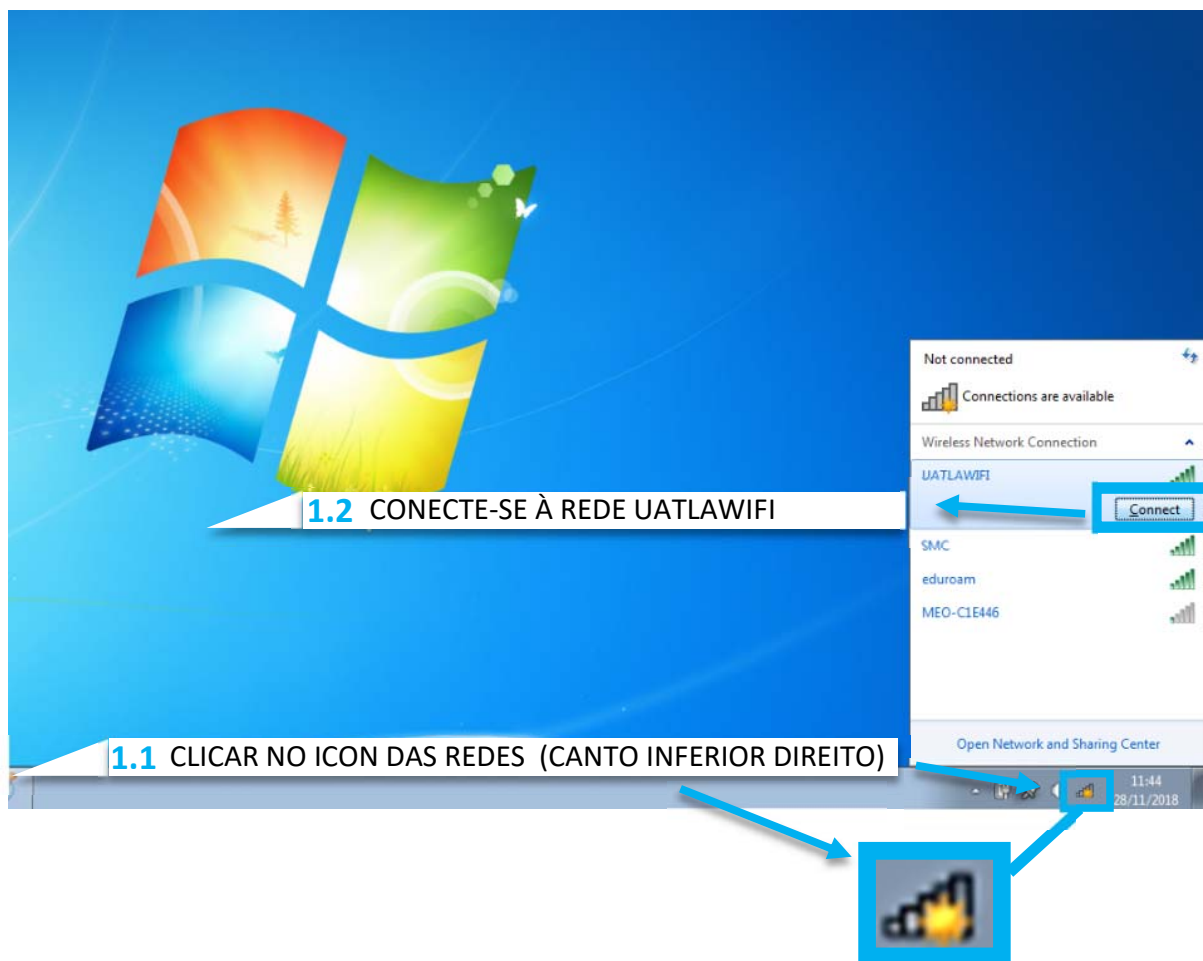 Not connected
Connections are available
Wireless Network Connection
UATLAWIFI
Connect
1.2 CONECTE-SE À REDE UATLAWIFI
SMC
eduroam
MEO-C1E446
Open Network and Sharing Center
1.1 CLICAR NO ICON DAS REDES (CANTO INFERIOR DIREITO)
11:44
28/11/2018